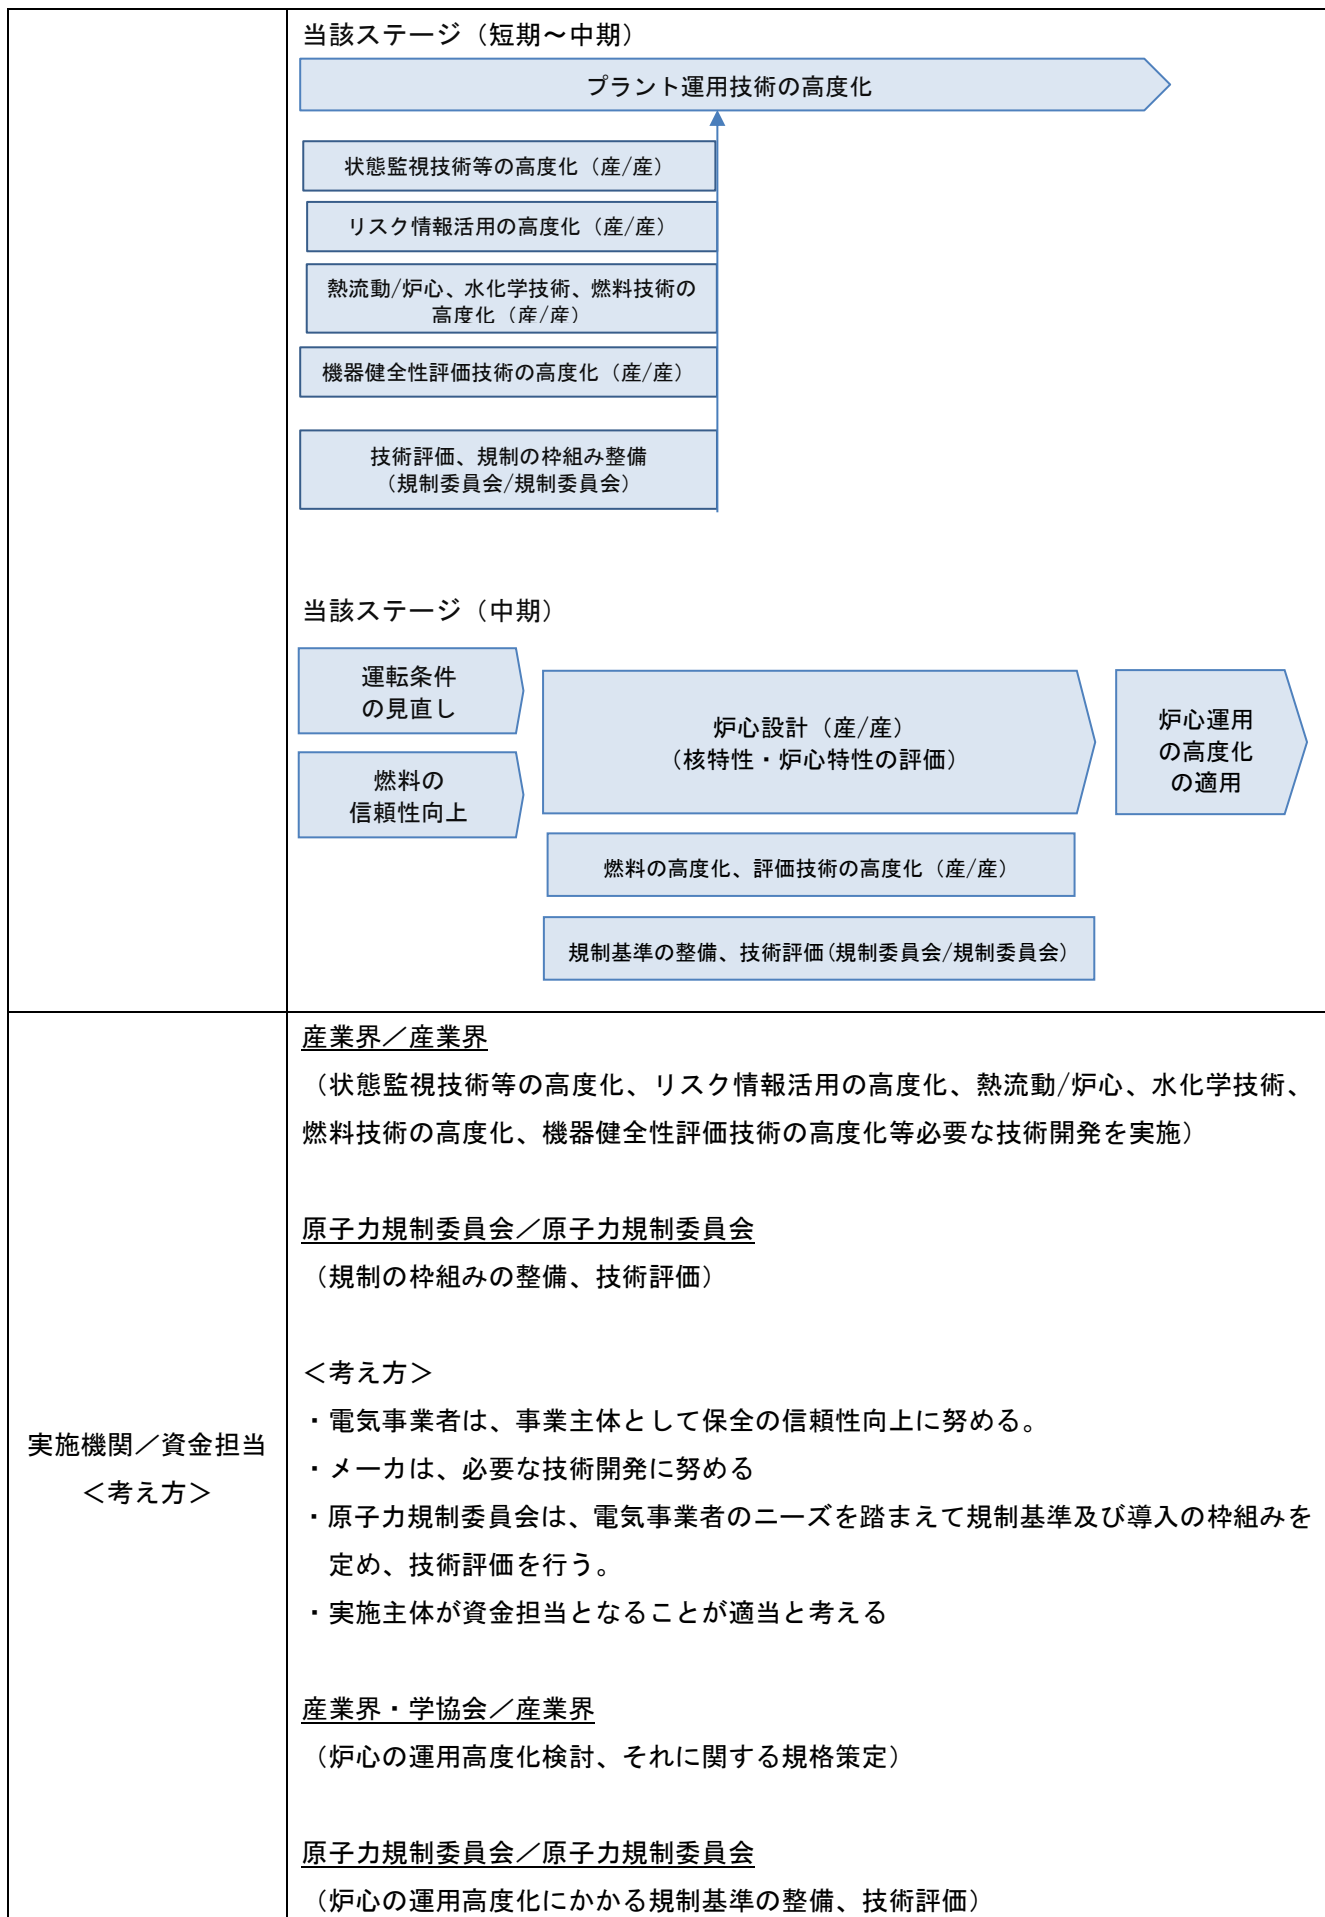 当該ステージ（短期～中期）
プラント運用技術の高度化
状態監視技術等の高度化（産/産）
リスク情報活用の高度化（産/産）
熱流動/炉心、水化学技術、燃料技術の
高度化（産/産）
機器健全性評価技術の高度化（産/産）
技術評価、規制の枠組み整備
（規制委員会/規制委員会）
当該ステージ（中期）
運転条件
の見直し
燃料の
信頼性向上
炉心設計（産/産）
（核特性・炉心特性の評価）
炉心運用
の高度化
の適用
燃料の高度化、評価技術の高度化（産/産）
規制基準の整備、技術評価（規制委員会/規制委員会）
実施機関／資金担当
＜考え方＞
産業界／産業界
（状態監視技術等の高度化、リスク情報活用の高度化、熱流動/炉心、水化学技術、
燃料技術の高度化、機器健全性評価技術の高度化等必要な技術開発を実施）
原子力規制委員会／原子力規制委員会
（規制の枠組みの整備、技術評価）
＜考え方＞
・電気事業者は、事業主体として保全の信頼性向上に努める。
・メーカは、必要な技術開発に努める
・原子力規制委員会は、電気事業者のニーズを踏まえて規制基準及び導入の枠組みを
定め、技術評価を行う。
・実施主体が資金担当となることが適当と考える
産業界・学協会／産業界
（炉心の運用高度化検討、それに関する規格策定）
原子力規制委員会／原子力規制委員会
（炉心の運用高度化にかかる規制基準の整備、技術評価）